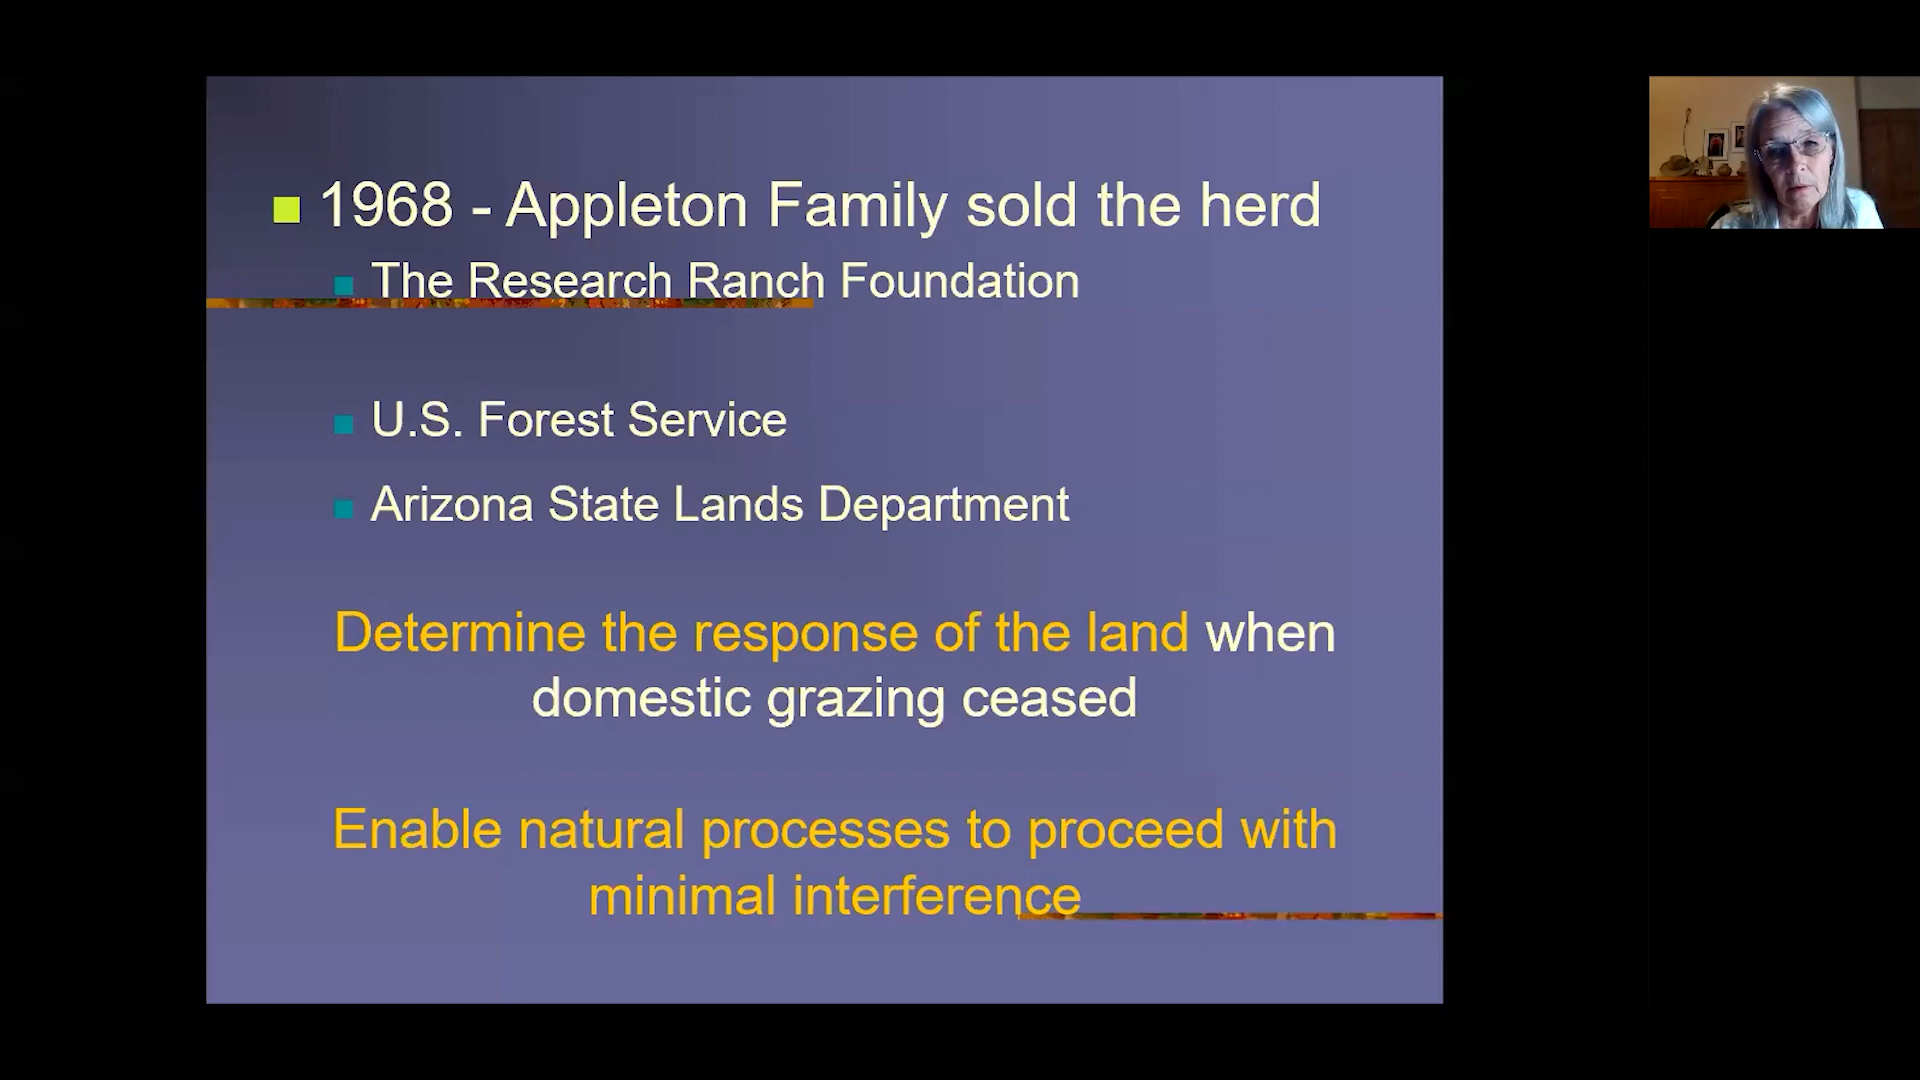 1968 - Appleton Family sold the herd
The Research Ranch Foundation
U.S. Forest Service
Arizona State Lands Department
Determine the response of the land when
domestic grazing ceased
Enable natural processes to proceed with
minimal interference